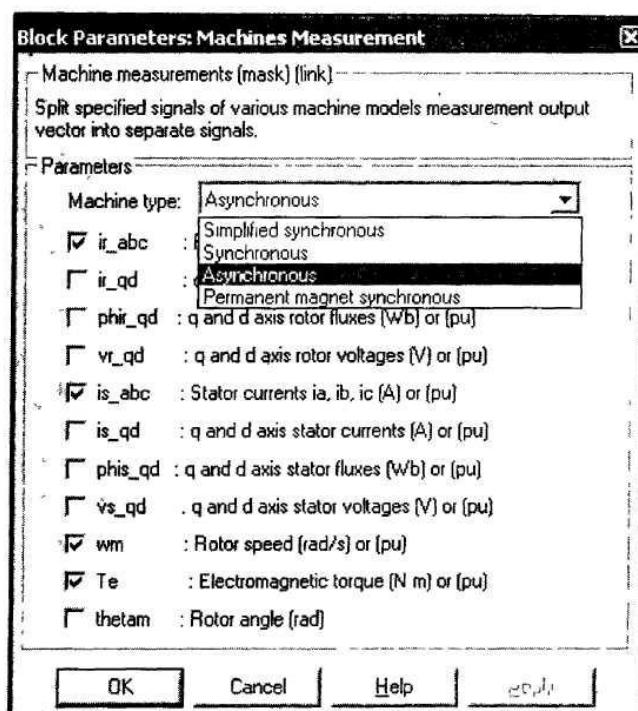 Block Parameters: Machines Measurement
Machine measurements (mask) (link)
Split specified signals of various machine models measurement output
vector into separate signals.
Parameters
Machine type: Asynchronous
Simplified synchronous
ir_abc :
Synchronous
Asynchronous
ir_qd :
Permanent magnet synchronous
phir_qd : q and d axis rotor fluxes (Wb) or (pu)
vr_qd : q and d axis rotor voltages (V) or (pu)
is_abc : Stator currents ia, ib, ic (A) or (pu)
is_qd : q and d axis stator currents (A) or (pu)
phis_qd : q and d axis stator fluxes (Wb) or (pu)
vs_qd . q and d axis stator voltages (V) or (pu)
wm : Rotor speed (rad/s) or (pu)
Te : Electromagnetic torque (N m) or (pu)
thetam : Rotor angle (rad)
OK Cancel Help